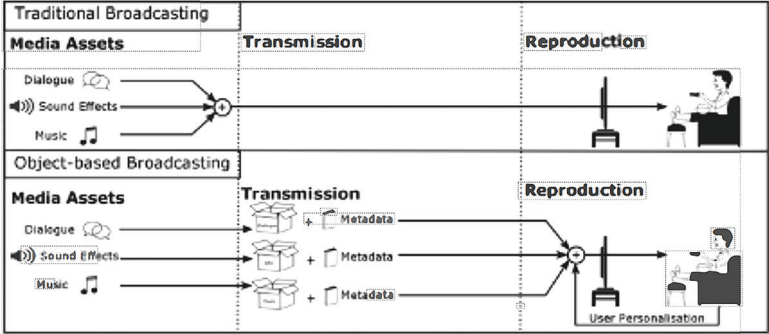 Traditional Broadcasting
Media Assets
Transmission
Reproduction
Dialogue
Sound Effects
Music
Object-based Broadcasting
Media Assets
Transmission
Reproduction
Dialogue
+ Metadata
Sound Effects
+ Metadata
Music
+ Metadata
User Personalisation